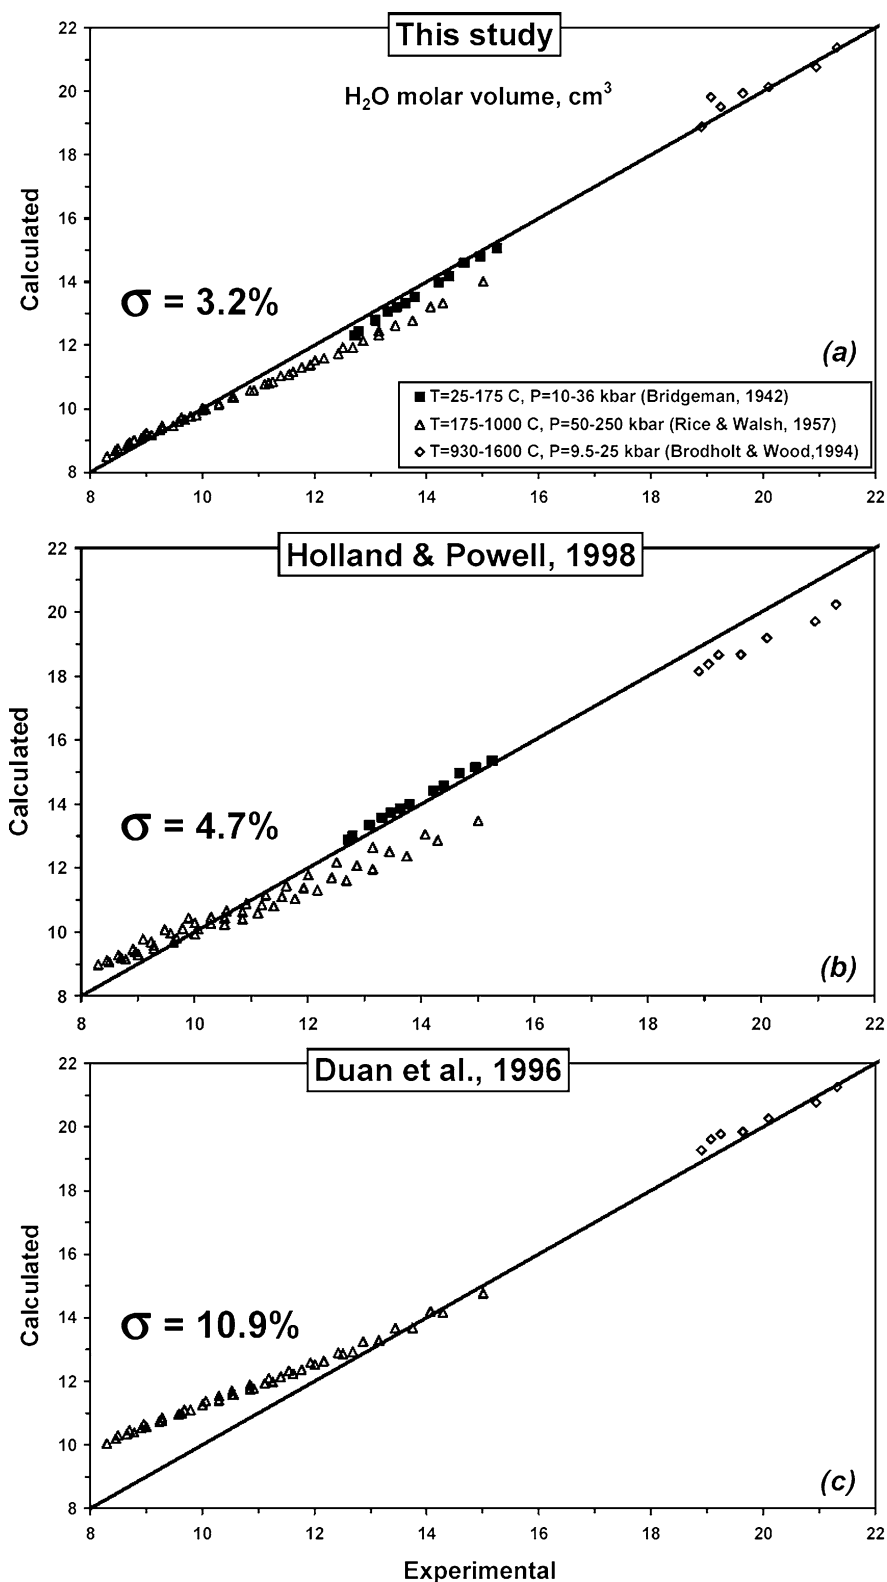 This study
H₂O molar volume, cm³
22
20
18
16
14
12
10
8
Calculated
σ = 3.2%
(a)
T=25-175 C, P=10-36 kbar (Bridgeman, 1942)
T=175-1000 C, P=50-250 kbar (Rice & Walsh, 1957)
T=930-1600 C, P=9.5-25 kbar (Brodholt & Wood,1994)
8 10 12 14 16 18 20 22
Holland & Powell, 1998
22
20
18
16
14
12
10
8
Calculated
σ = 4.7%
(b)
8 10 12 14 16 18 20 22
Duan et al., 1996
22
20
18
16
14
12
10
8
Calculated
σ = 10.9%
(c)
8 10 12 14 16 18 20 22
Experimental